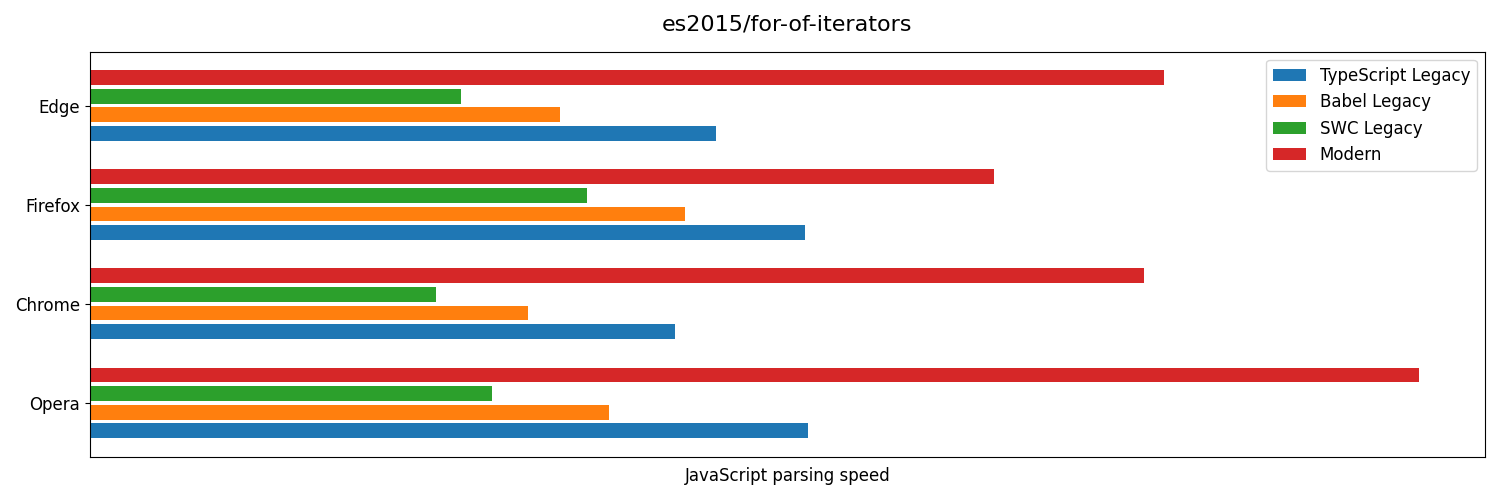 es2015/for-of-iterators
TypeScript Legacy
Babel Legacy
SWC Legacy
Modern
Edge
Firefox
Chrome
Opera
JavaScript parsing speed